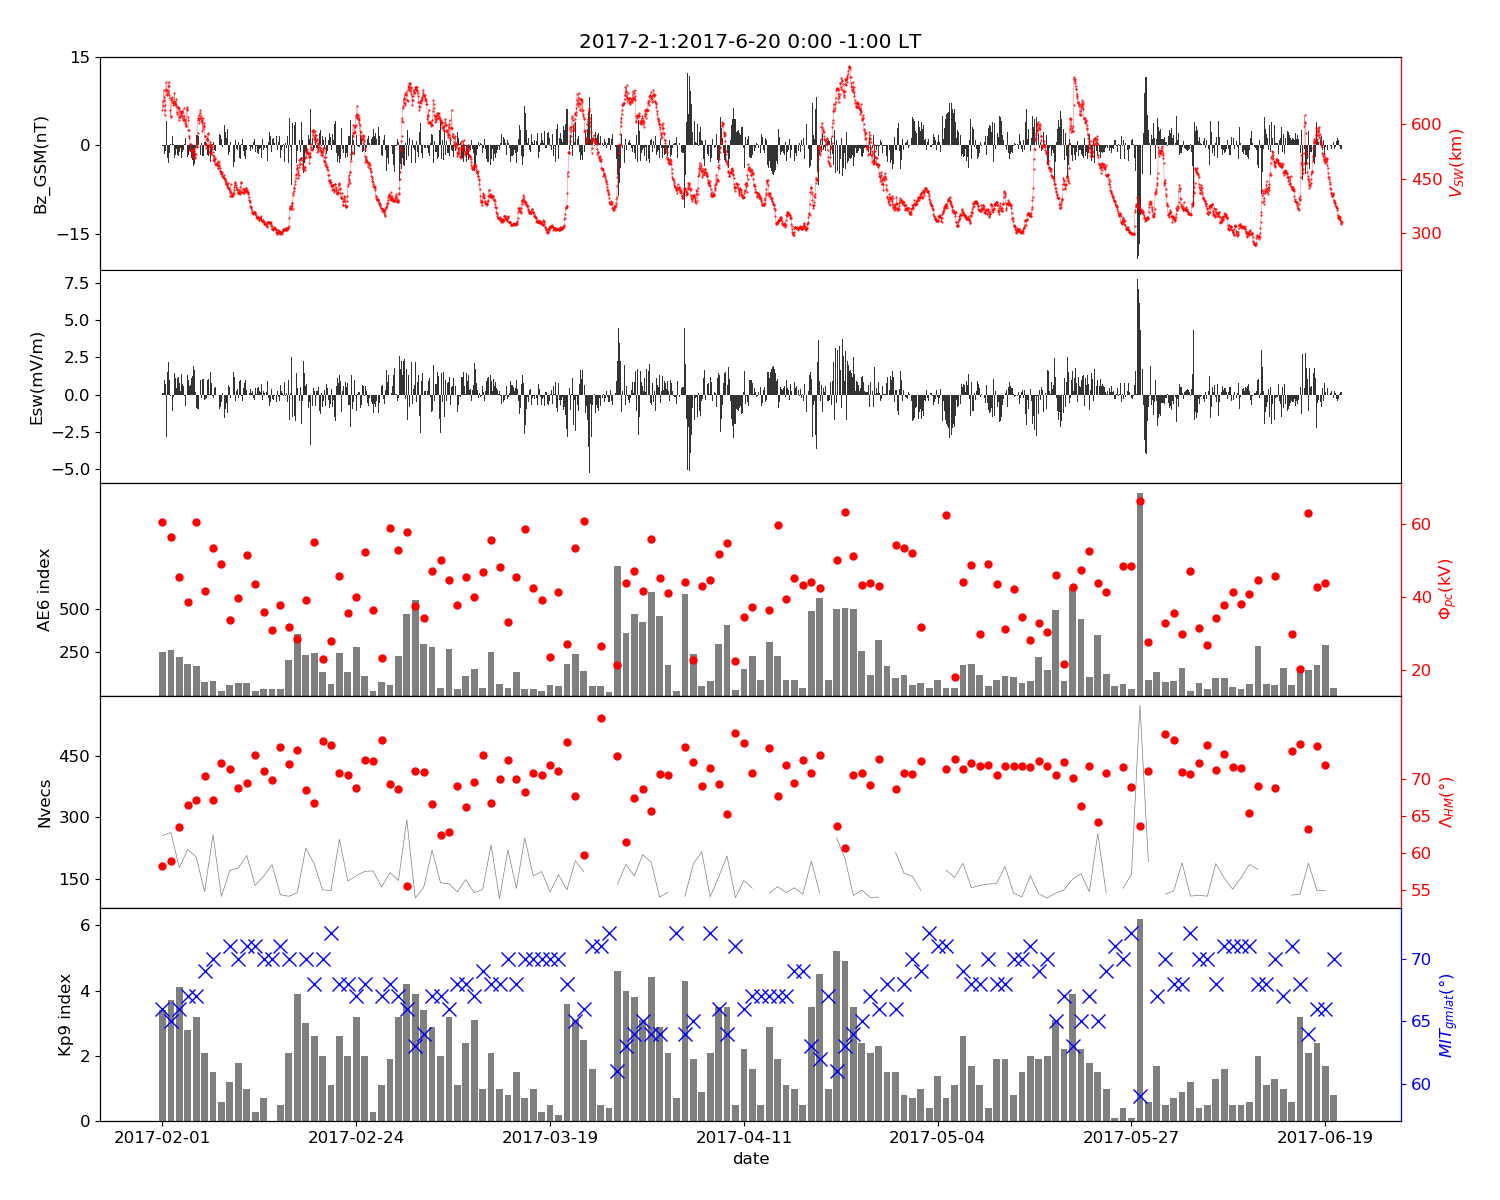 2017-2-1:2017-6-20 0:00 -1:00 LT
15
0
−15
Bz_GSM(nT)
600
450
300
V_SW(km)
7.5
5.0
2.5
0.0
−2.5
−5.0
Esw(mV/m)
500
250
AE6 index
60
40
20
Φ_pc(kV)
450
300
150
Nvecs
70
65
60
55
Λ_HM(°)
6
4
2
0
Kp9 index
70
65
60
MIT_gmlat(°)
2017-02-01 2017-02-24 2017-03-19 2017-04-11 2017-05-04 2017-05-27 2017-06-19
date